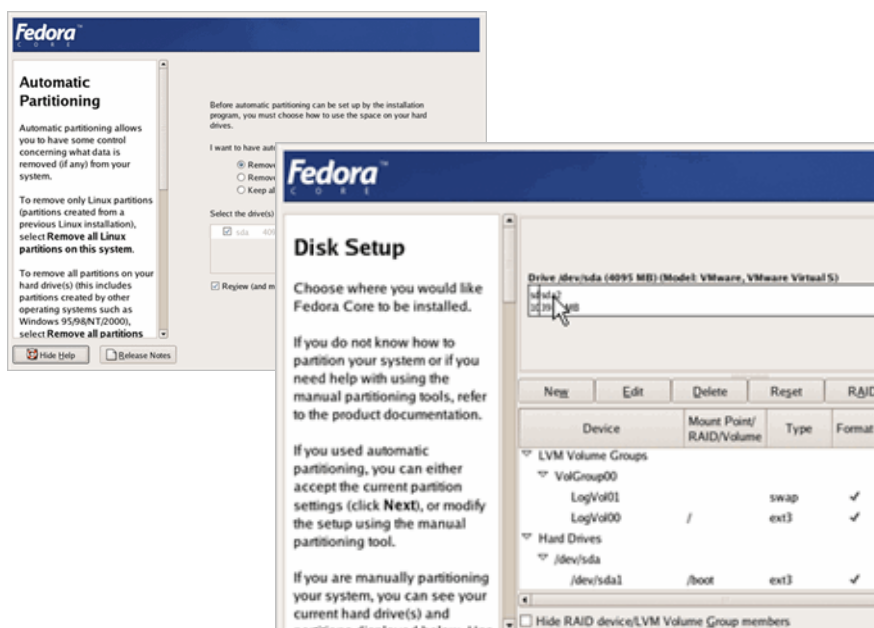 Fedora™
CORE
Automatic
Partitioning
Automatic partitioning allows
you to have some control
concerning what data is
removed (if any) from your
system.
To remove only Linux partitions
(partitions created from a
previous Linux installation),
select Remove all Linux
partitions on this system.
To remove all partitions on your
hard drive(s) (this includes
partitions created by other
operating systems such as
Windows 95/98/NT/2000),
select Remove all partitions
Hide Help
Release Notes
Before automatic partitioning can be set up by the installation
program, you must choose how to use the space on your hard
drives.
I want to have
Select the drive(s)
sda
Fedora™
CORE
Disk Setup
Choose where you would like
Fedora Core to be installed.
If you do not know how to
partition your system or if you
need help with using the
manual partitioning tools, refer
to the product documentation.
If you used automatic
partitioning, you can either
accept the current partition
settings (click Next), or modify
the setup using the manual
partitioning tool.
If you are manually partitioning
your system, you can see your
current hard drive(s) and
Drive /dev/sda (4095 MB) (Model: VMware, VMware Virtual S)
MB
New Edit Delete Reset RAID
Device Mount Point/ RAID/Volume Type Format
LVM Volume Groups
VolGroup00
LogVol01 swap ✓
LogVol00 / ext3 ✓
Hard Drives
/dev/sda
/dev/sda1 /boot ext3 ✓
Hide RAID device/LVM Volume Group members